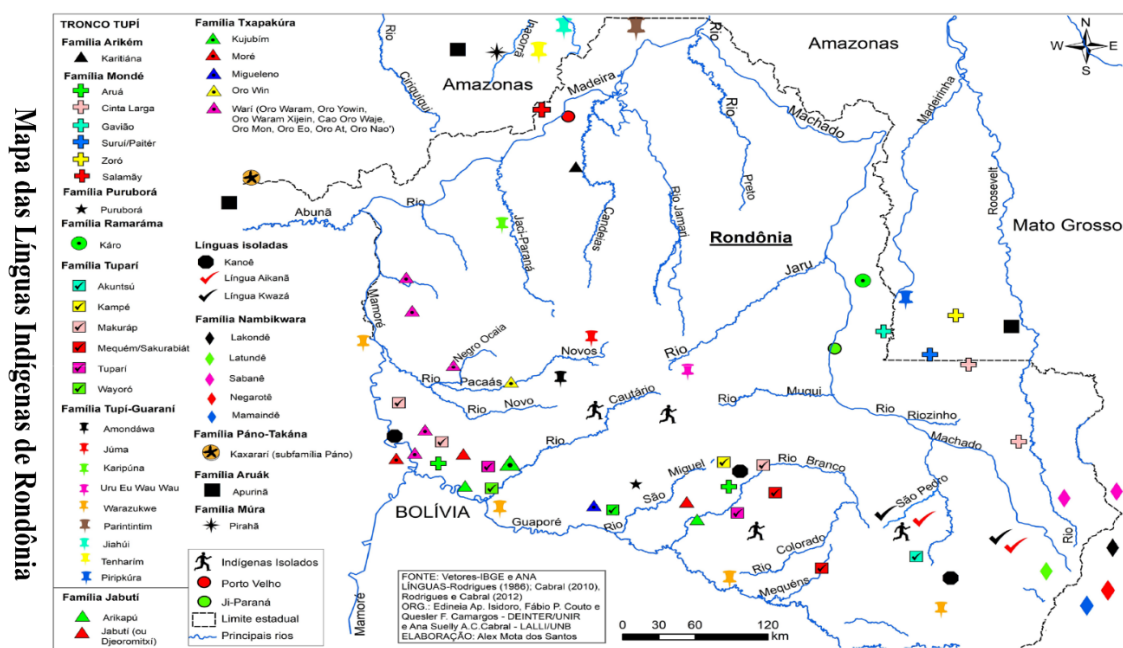 Mapa das Línguas Indígenas de Rondônia
TRONCO TUPÍ
Família Arikém
Karitiána
Família Mondé
Aruá
Cinta Larga
Gavião
Suruí/Paitér
Zoró
Salamãy
Família Puruborá
Puruborá
Família Ramaráma
Káro
Família Tuparí
Akuntsú
Kampé
Makuráp
Mequém/Sakurabiát
Tuparí
Wayoró
Família Tupí-Guaraní
Amondáwa
Júma
Karipúna
Uru Eu Wau Wau
Warazukwe
Parintintim
Jiahúi
Tenharím
Piripkúra
Família Jabutí
Arikapú
Jabutí (ou
Djeoromitxí)
Família Txapakúra
Kujubím
Moré
Migueleno
Oro Win
Warí (Oro Waram, Oro Yowin,
Oro Waram Xijein, Cao Oro Waje,
Oro Mon, Oro Eo, Oro At, Oro Nao')
Línguas isoladas
Kanoê
Língua Aikanã
Língua Kwazá
Família Nambikwara
Lakondê
Latundê
Sabanê
Negarotê
Mamaindê
Família Páno-Takána
Kaxararí (subfamília Páno)
Família Aruák
Apurinã
Família Múra
Pirahã
Indígenas Isolados
Porto Velho
Ji-Paraná
Limite estadual
Principais rios
FONTE: Vetores-IBGE e ANA
LÍNGUAS-Rodrigues (1986); Cabral (2010),
Rodrigues e Cabral (2012)
ORG.: Edineia Ap. Isidoro, Fábio P. Couto e
Quesler F. Camargos - DEINTER/UNIR
e Ana Suelly A.C.Cabral - LALLI/UNB
ELABORAÇÃO: Alex Mota dos Santos
0 30 60 120
km
N
W E
S
Amazonas
Amazonas
Rondônia
Mato Grosso
BOLÍVIA
Rio
Ciriquiqui
Rio
Madeira
Rio
Preto
Machado
Madeirinha
Roosevelt
Abunã
Rio
Jaci-Paraná
Candeias
Rio Jamari
Jaru
Rio
Mamoré
Negro Ocaia
Novos
Rio
Pacaás
Rio
Novo
Cautário
Rio
Muqui
Rio
Rio
Riozinho
Machado
Miguel
São
Rio
Rio
Branco
São Pedro
Guaporé
Colorado
Rio
Mequéns
Rio
Mamoré